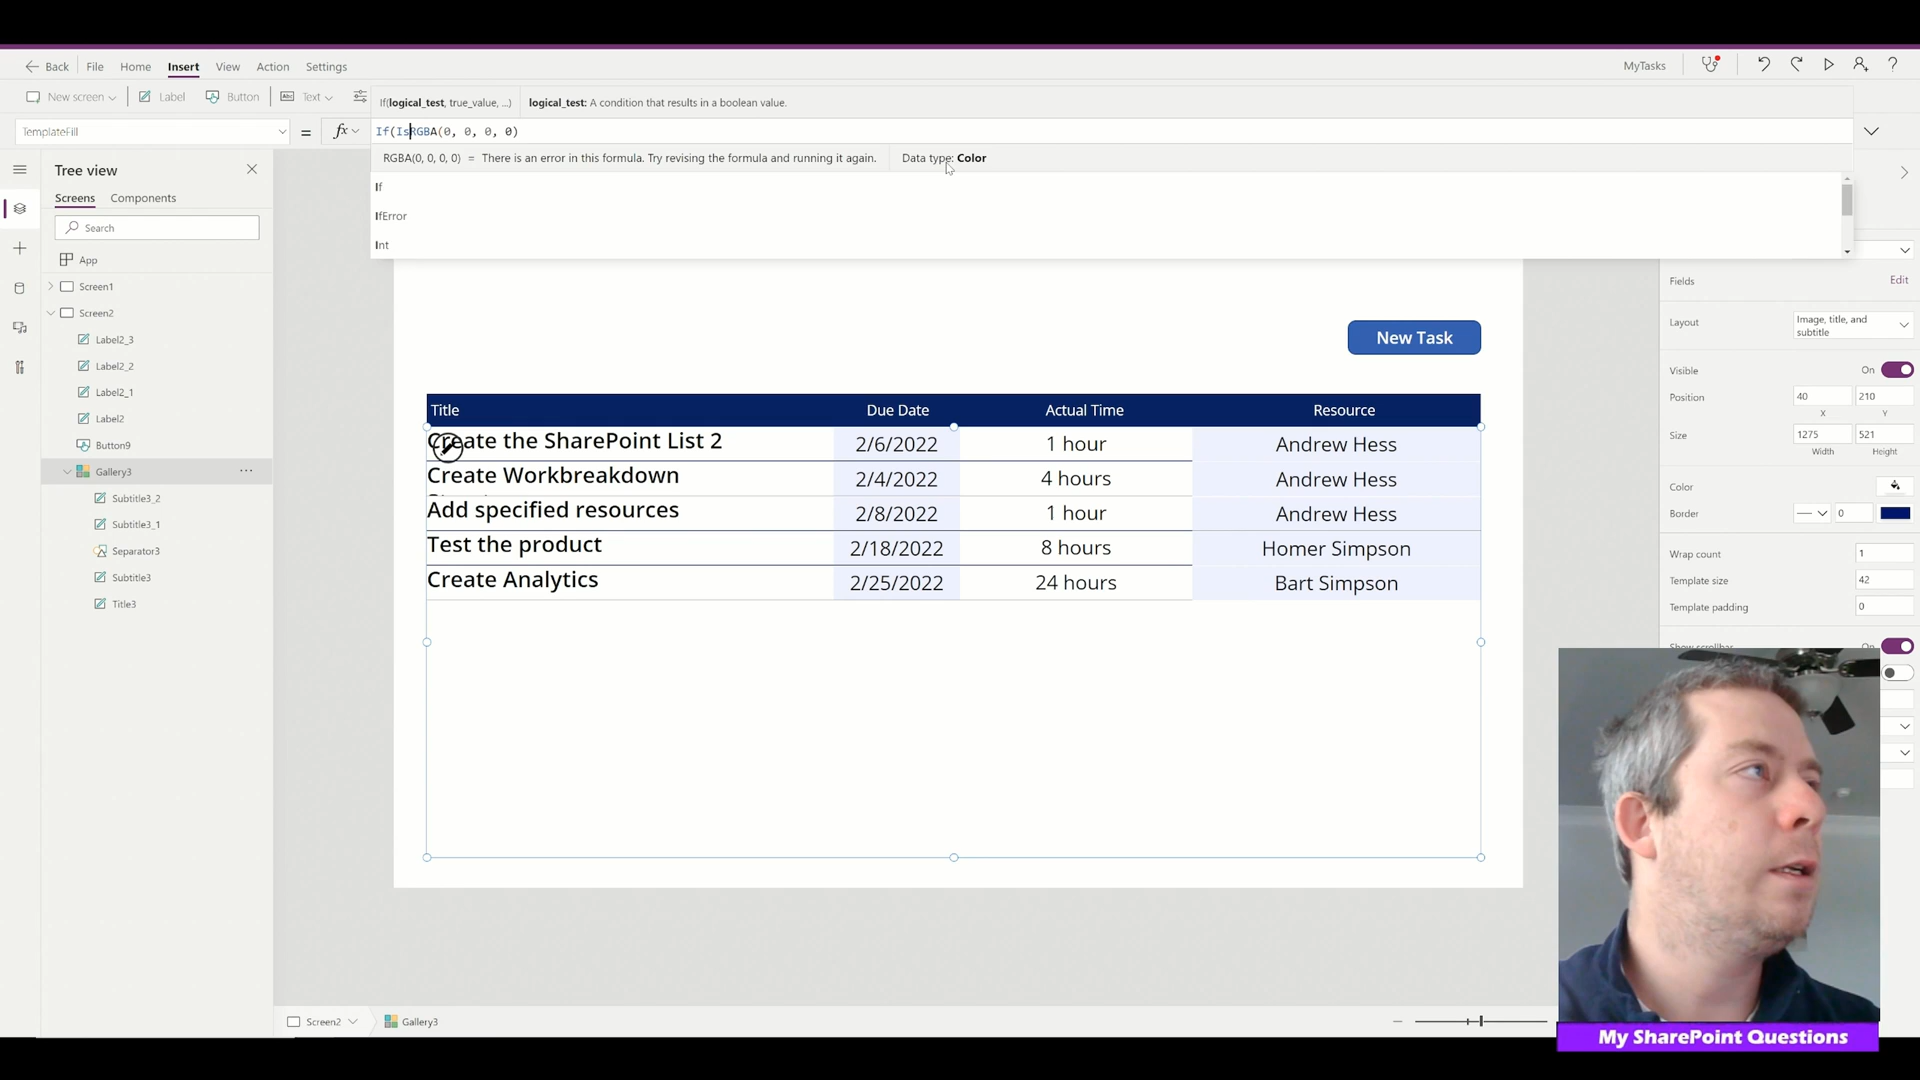 Back File Home Insert View Action Settings MyTasks
New screen Label Button Text If(logical_test, true_value, ...) logical_test: A condition that results in a boolean value.
TemplateFill = fx If(IsRGBA(0, 0, 0, 0)
RGBA(0, 0, 0, 0) = There is an error in this formula. Try revising the formula and running it again. Data type: Color
If
IfError
Int
Tree view
Screens Components
Search
App
Screen1
Screen2
Label2_3
Label2_2
Label2_1
Label2
Button9
Gallery3
Subtitle3_2
Subtitle3_1
Separator3
Subtitle3
Title3
New Task
Title Due Date Actual Time Resource
Create the SharePoint List 2 2/6/2022 1 hour Andrew Hess
Create Workbreakdown 2/4/2022 4 hours Andrew Hess
Add specified resources 2/8/2022 1 hour Andrew Hess
Test the product 2/18/2022 8 hours Homer Simpson
Create Analytics 2/25/2022 24 hours Bart Simpson
Fields Edit
Layout Image, title, and
subtitle
Visible On
Position 40 210
X Y
Size 1275 521
Width Height
Color
Border 0
Wrap count 1
Template size 42
Template padding 0
Show scrollbar On
Screen2 Gallery3
My SharePoint Questions